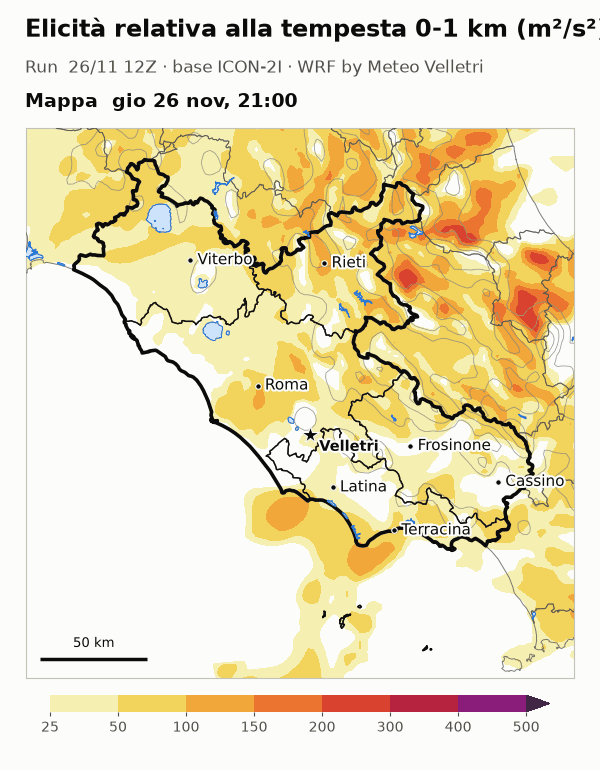 Elicità relativa alla tempesta 0-1 km (m²/s²)
Run 26/11 12Z · base ICON-2I · WRF by Meteo Velletri
Mappa gio 26 nov, 21:00
Viterbo
Rieti
Roma
Velletri
Frosinone
Cassino
Latina
Terracina
50 km
25 50 100 150 200 300 400 500